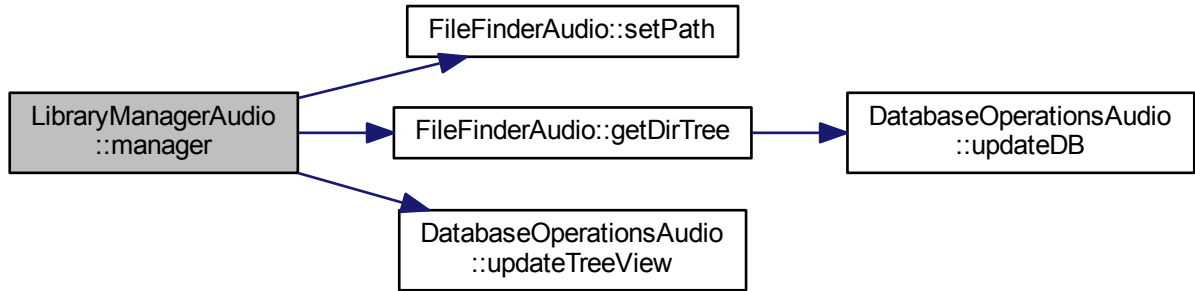 FileFinderAudio::setPath
LibraryManagerAudio
::manager
FileFinderAudio::getDirTree
DatabaseOperationsAudio
::updateDB
DatabaseOperationsAudio
::updateTreeView